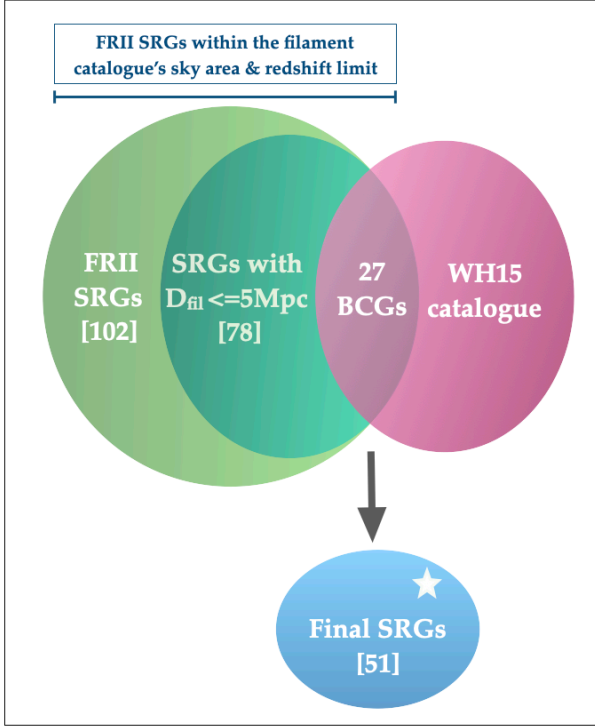 FRII SRGs within the filament
catalogue's sky area & redshift limit
FRII
SRGs
[102]
SRGs with
Dfil <=5Mpc
[78]
27
BCGs
WH15
catalogue
Final SRGs
[51]